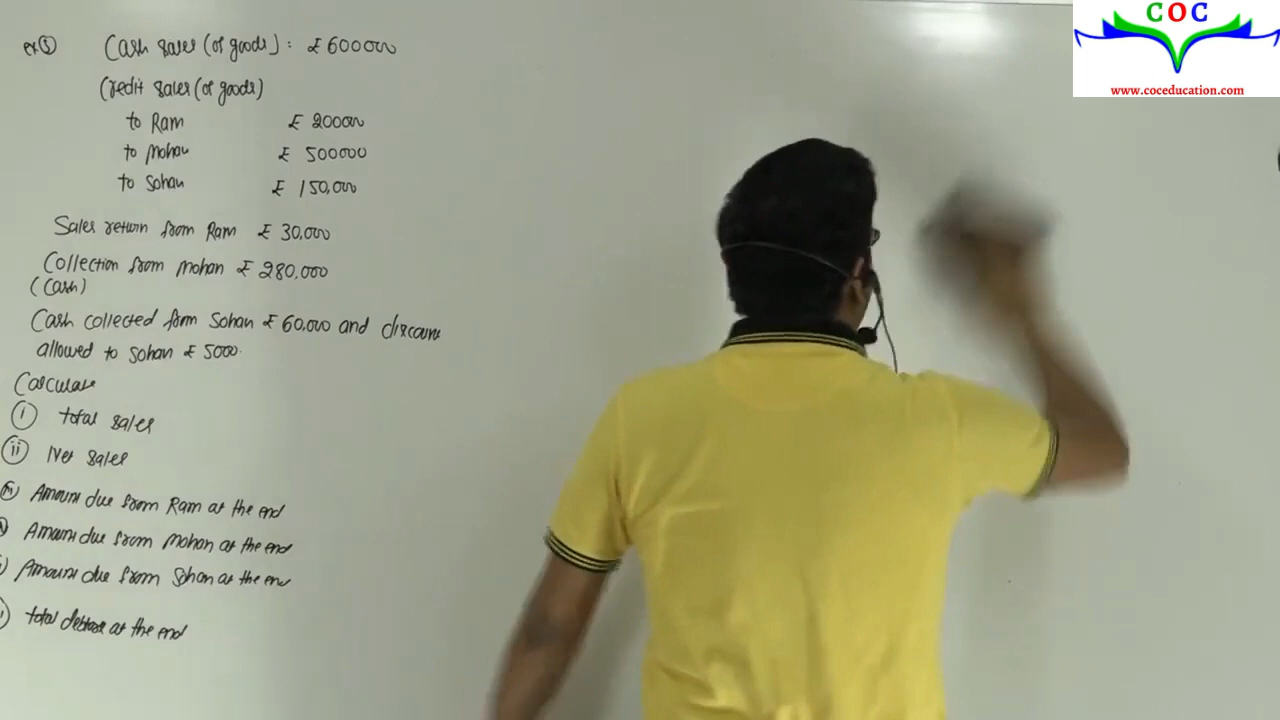 ex ⑤ Cash sales (of goods) : ₹ 600000
Credit sales (of goods)
to Ram ₹ 200000
to Mohan ₹ 500000
to Sohan ₹ 150,000
Sales return from Ram ₹ 30,000
Collection from Mohan ₹ 280,000
(Cash)
Cash collected from Sohan ₹ 60,000 and discount
allowed to Sohan ₹ 5000.
Calculate
(i) Total sales
(ii) Net sales
Amount due from Ram at the end
Amount due from Mohan at the end
Amount due from Sohan at the end
Total debtors at the end
COC
www.coceducation.com